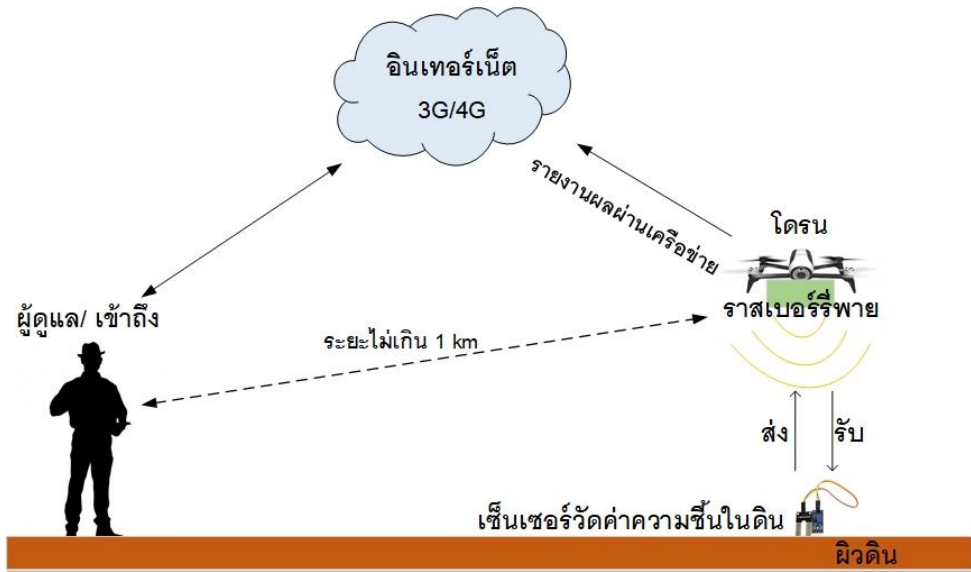 อินเทอร์เน็ต
3G/4G
รายงานผลผ่านเครือข่าย
โดรน
ราสเบอร์รี่พาย
ผู้ดูแล/ เข้าถึง
ระยะไม่เกิน 1 km
ส่ง
รับ
เซ็นเซอร์วัดค่าความชื้นในดิน
ผิวดิน